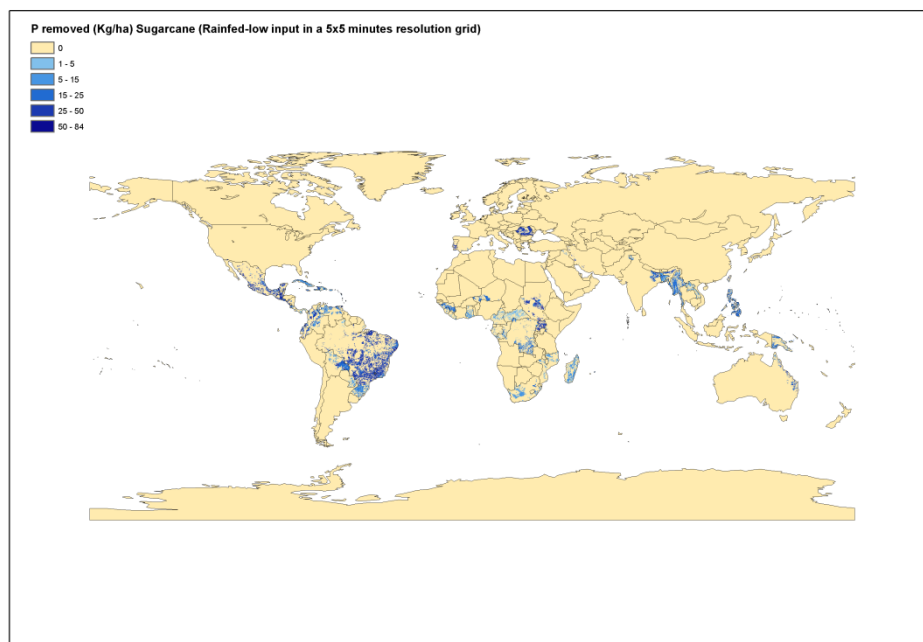 P removed (Kg/ha) Sugarcane (Rainfed-low input in a 5x5 minutes resolution grid)
0
1 - 5
5 - 15
15 - 25
25 - 50
50 - 84